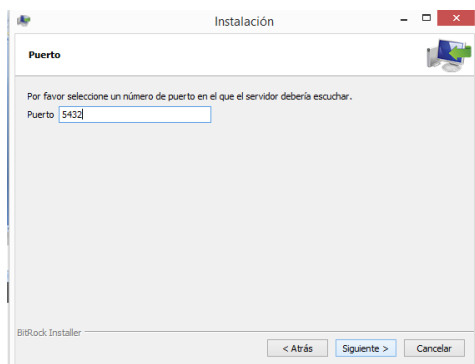 Instalación
Puerto
Por favor seleccione un número de puerto en el que el servidor debería escuchar.
Puerto 5432
BitRock Installer
< Atrás Siguiente > Cancelar